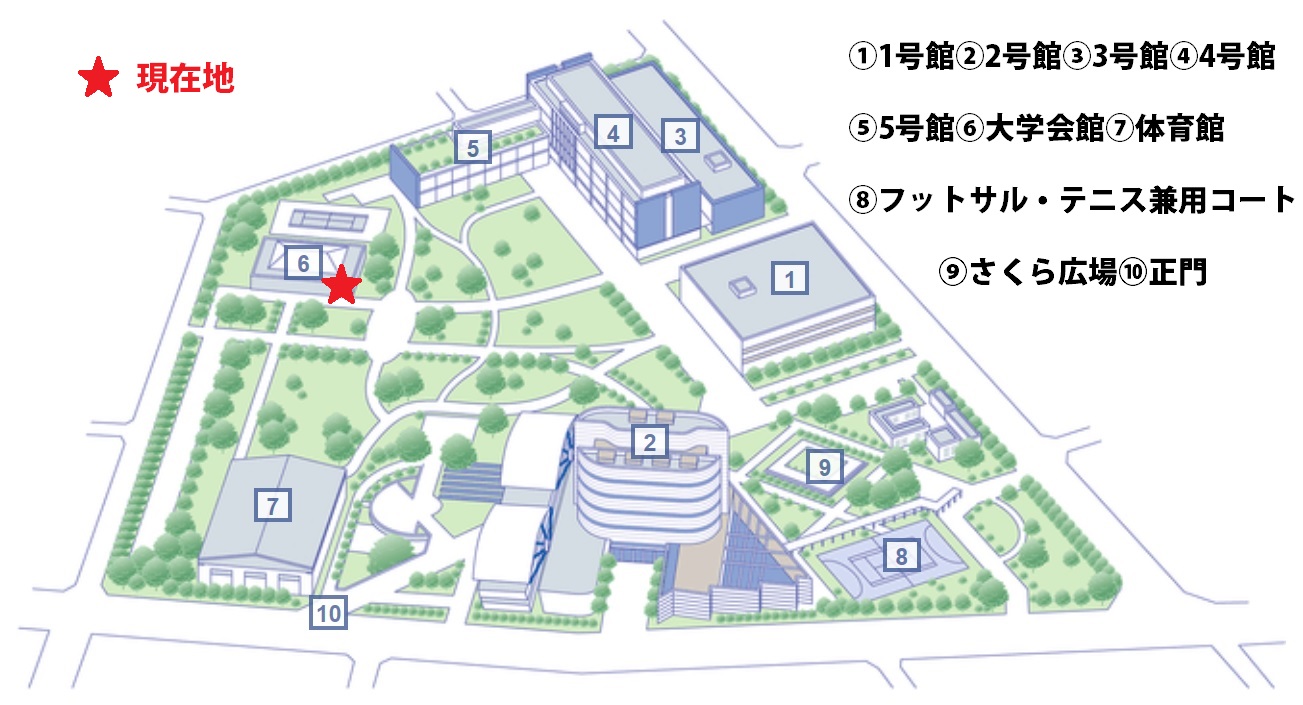 現在地
①1号館②2号館③3号館④4号館
⑤5号館⑥大学会館⑦体育館
⑧フットサル・テニス兼用コート
⑨さくら広場⑩正門
5
4
3
6
1
2
9
7
8
10